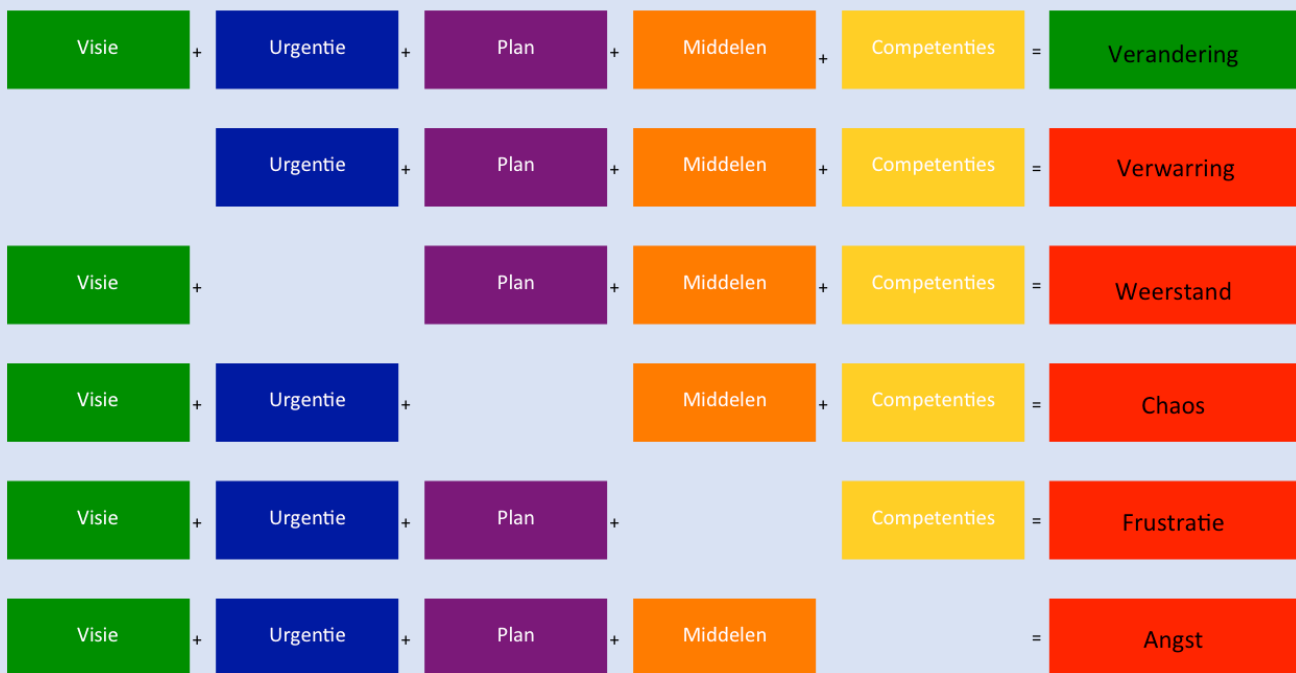 Visie + Urgentie + Plan + Middelen + Competenties = Verandering
Urgentie + Plan + Middelen + Competenties = Verwarring
Visie + Plan + Middelen + Competenties = Weerstand
Visie + Urgentie + Middelen + Competenties = Chaos
Visie + Urgentie + Plan + Competenties = Frustratie
Visie + Urgentie + Plan + Middelen = Angst